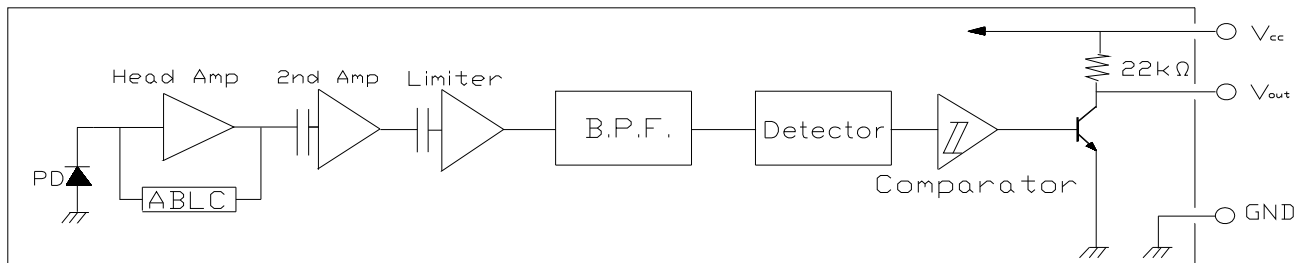 Head Amp
2nd Amp
Limiter
B.P.F.
Detector
Comparator
PD
ABLC
22kΩ
Vcc
Vout
GND